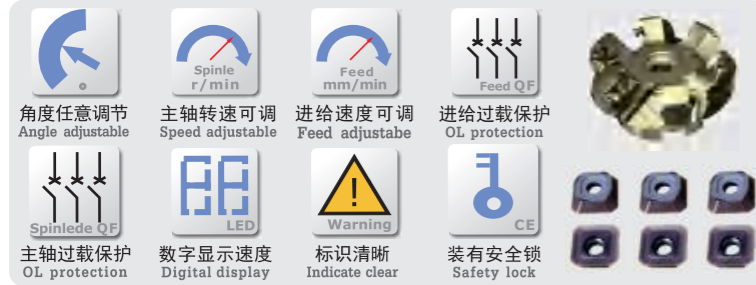 Spinle
r/min
Feed
mm/min
Feed QF
角度任意调节
Angle adjustable
主轴转速可调
Speed adjustable
进给速度可调
Feed adjustabe
进给过载保护
OL protection
Spinlede QF
LED
!
Warning
CE
主轴过载保护
OL protection
数字显示速度
Digital display
标识清晰
Indicate clear
装有安全锁
Safety lock